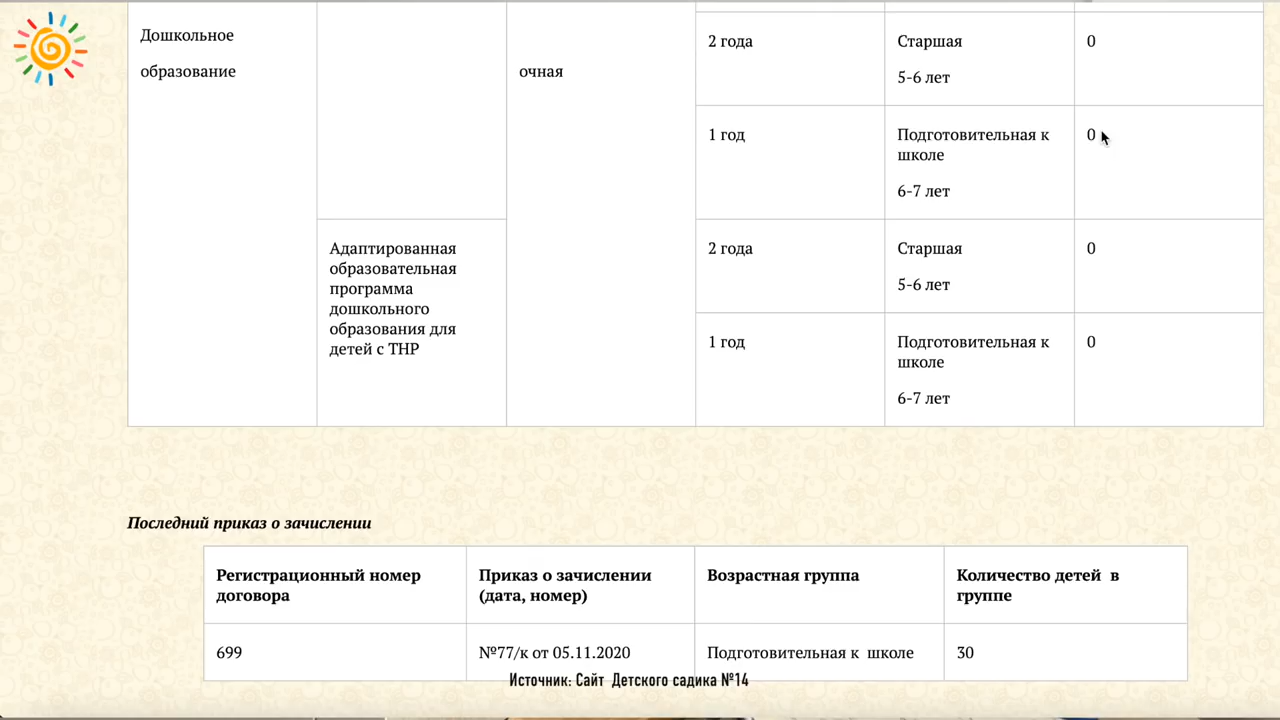 Дошкольное
образование
очная
2 года
Старшая
5-6 лет
0
1 год
Подготовительная к
школе
6-7 лет
0
Адаптированная
образовательная
программа
дошкольного
образования для
детей с ТНР
2 года
Старшая
5-6 лет
0
1 год
Подготовительная к
школе
6-7 лет
0
Последний приказ о зачислении
Регистрационный номер
договора
Приказ о зачислении
(дата, номер)
Возрастная группа
Количество детей в
группе
699
№77/к от 05.11.2020
Подготовительная к школе
30
Источник: Сайт Детского садика №14